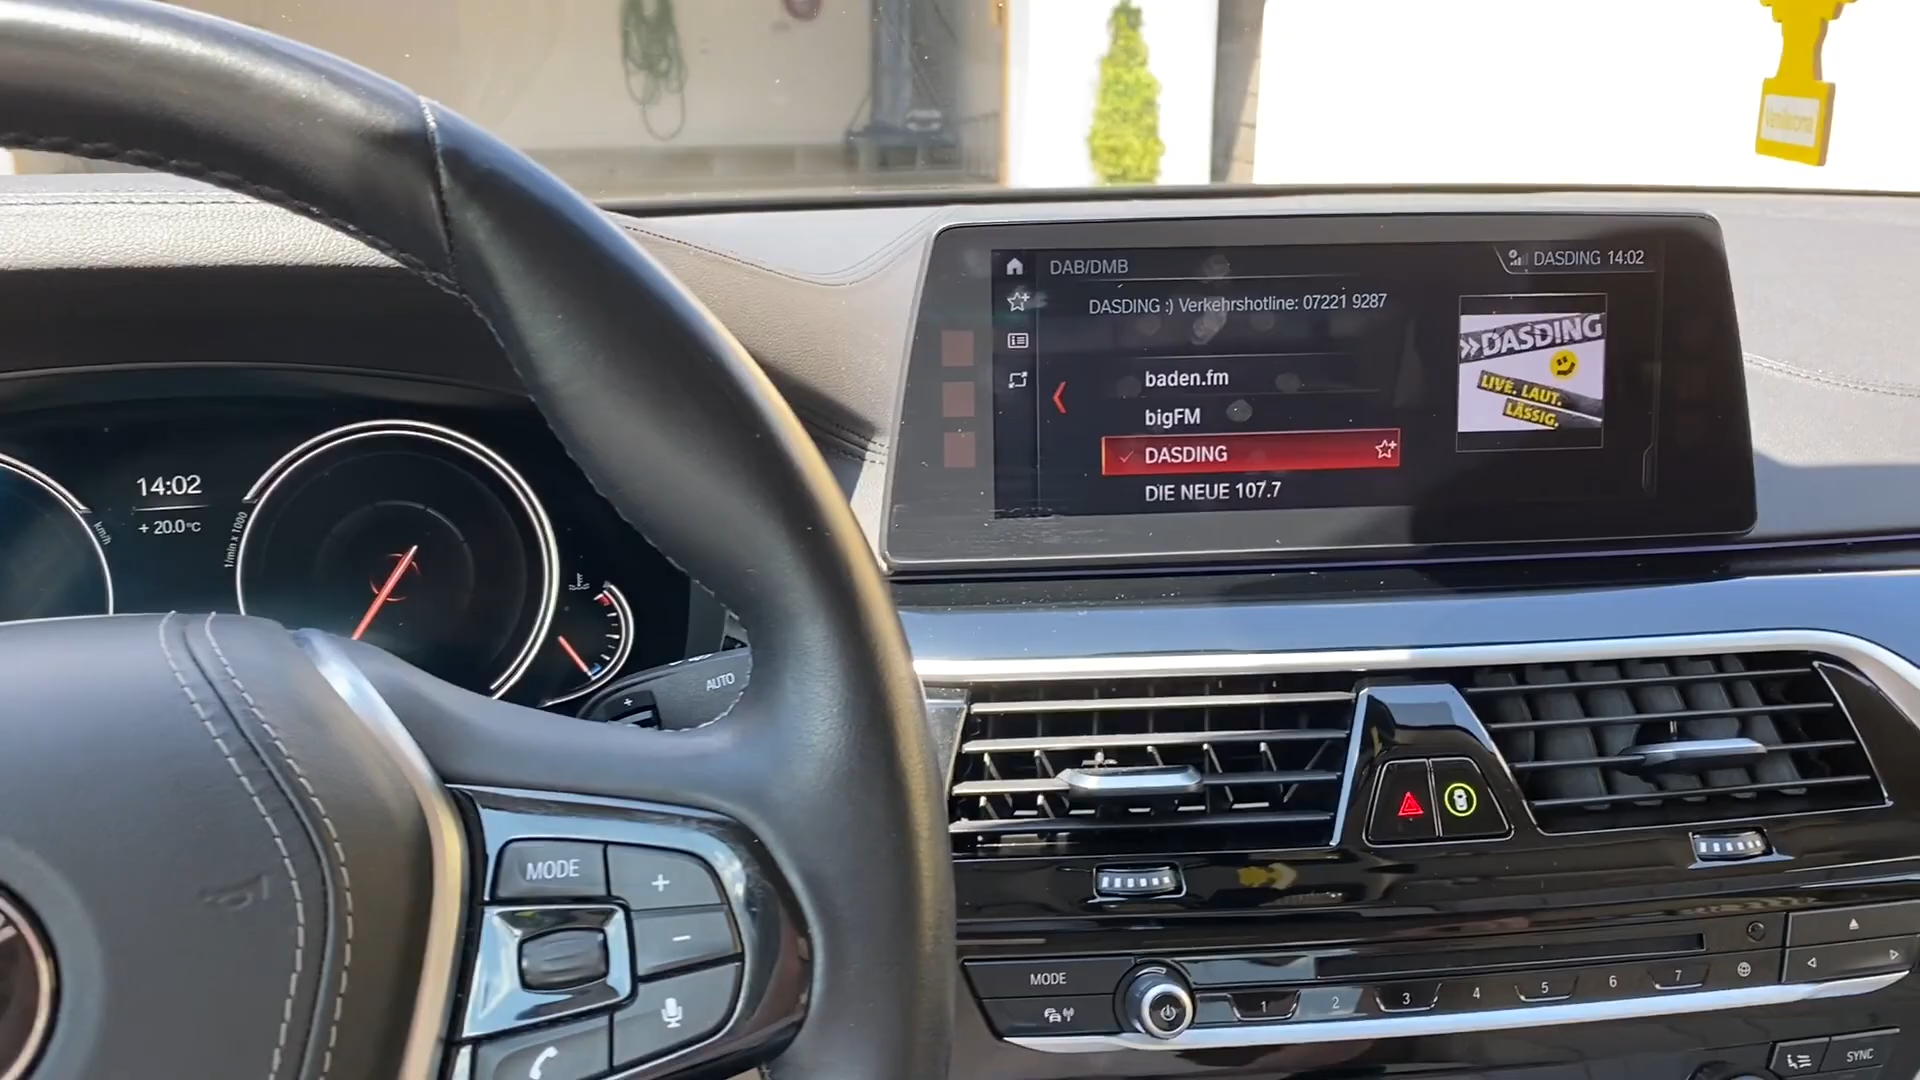 DAB/DMB
DASDING 14:02
DASDING :) Verkehrshotline: 07221 9287
baden.fm
bigFM
DASDING
DIE NEUE 107.7
»DASDING
LIVE. LAUT.
LÄSSIG.
14:02
+ 20.0°C
km/h
1/min x 1000
AUTO
+
MODE
+
−
MODE
1 2 3 4 5 6 7
SYNC